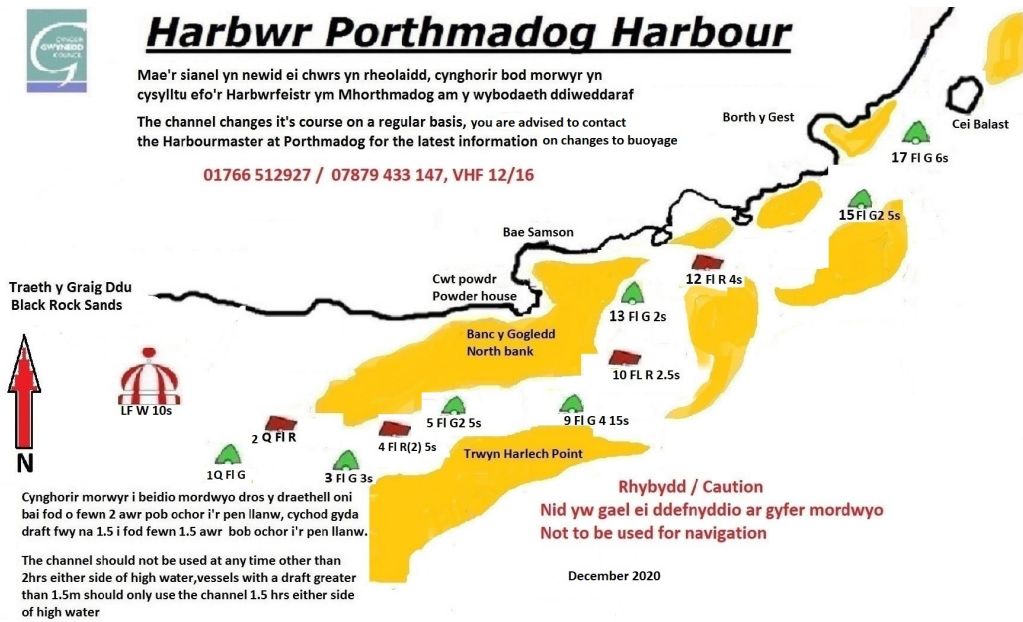 CYNGOR
GWYNEDD
COUNCIL
Harbwr Porthmadog Harbour
Mae'r sianel yn newid ei chwrs yn rheolaidd, cynghorir bod morwyr yn
cysylltu efo'r Harbwrfeistr ym Mhorthmadog am y wybodaeth ddiweddaraf
The channel changes it's course on a regular basis, you are advised to contact
the Harbourmaster at Porthmadog for the latest information on changes to buoyage
01766 512927 / 07879 433 147, VHF 12/16
Borth y Gest
Cei Balast
17 Fl G 6s
15 Fl G2 5s
Bae Samson
12 Fl R 4s
Cwt powdr
Powder house
Traeth y Graig Ddu
Black Rock Sands
13 Fl G 2s
Banc y Gogledd
North bank
10 FL R 2.5s
LF W 10s
5 Fl G2 5s
9 Fl G 4 15s
2 Q Fl R
4 Fl R(2) 5s
Trwyn Harlech Point
1Q Fl G
3 Fl G 3s
N
Cynghorir morwyr i beidio mordwyo dros y draethell oni
bai fod o fewn 2 awr pob ochor i'r pen llanw, cychod gyda
draft fwy na 1.5 i fod fewn 1.5 awr bob ochor i'r pen llanw.
The channel should not be used at any time other than
2hrs either side of high water,vessels with a draft greater
than 1.5m should only use the channel 1.5 hrs either side
of high water
Rhybydd / Caution
Nid yw gael ei ddefnyddio ar gyfer mordwyo
Not to be used for navigation
December 2020